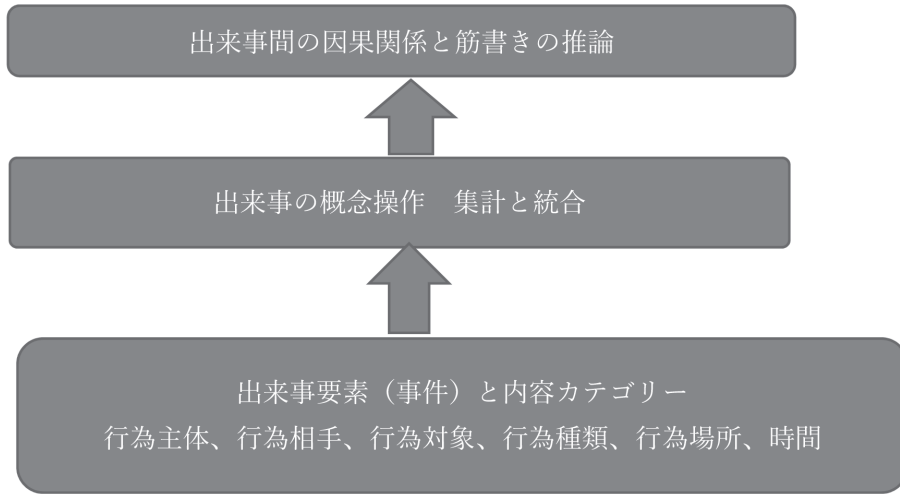 出来事間の因果関係と筋書きの推論
出来事の概念操作　集計と統合
出来事要素（事件）と内容カテゴリー
行為主体、行為相手、行為対象、行為種類、行為場所、時間